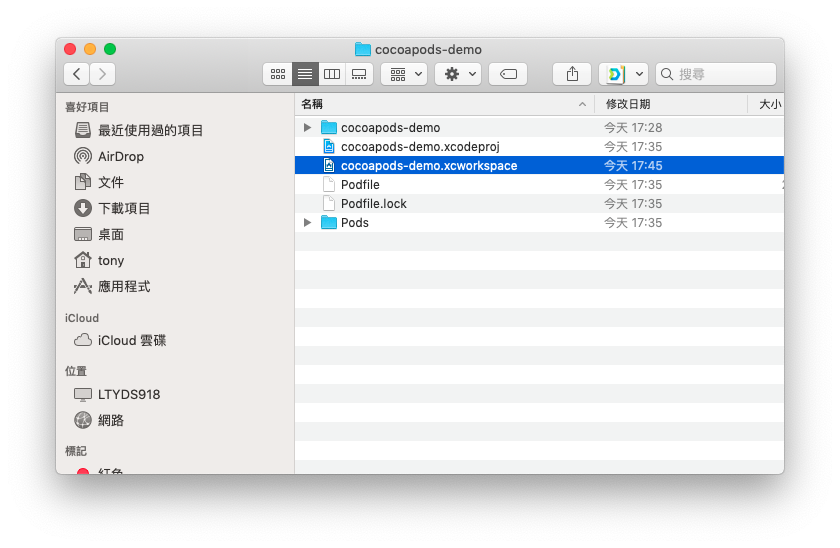 cocoapods-demo
搜尋
喜好項目
最近使用過的項目
AirDrop
文件
下載項目
桌面
tony
應用程式
iCloud
iCloud 雲碟
位置
LTYDS918
網路
標記
紅色
名稱 修改日期 大小
cocoapods-demo 今天 17:28
cocoapods-demo.xcodeproj 今天 17:35
cocoapods-demo.xcworkspace 今天 17:45
Podfile 今天 17:35
Podfile.lock 今天 17:35
Pods 今天 17:35